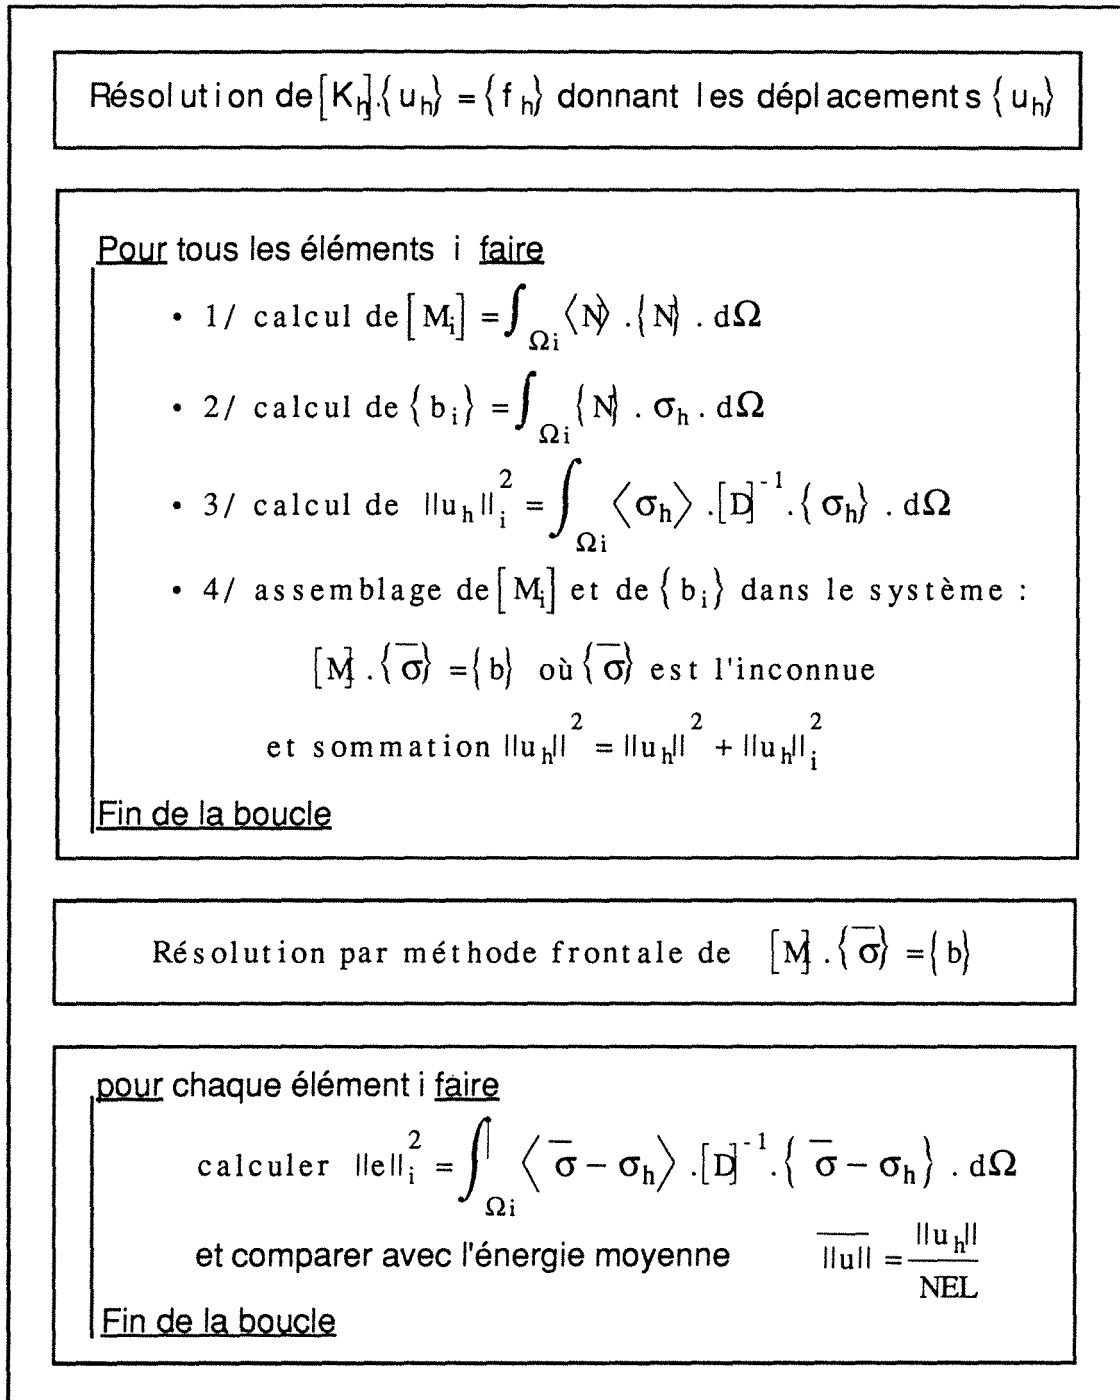 Résolution de [K_h].{u_h} = {f_h} donnant les déplacements {u_h}
Pour tous les éléments i faire
• 1/ calcul de [M_i] = ∫_Ωi ⟨N⟩ . {N} . dΩ
• 2/ calcul de {b_i} = ∫_Ωi {N} . σ_h . dΩ
• 3/ calcul de ||u_h||_i^2 = ∫_Ωi ⟨σ_h⟩ . [D]^-1 . {σ_h} . dΩ
• 4/ assemblage de [M_i] et de {b_i} dans le système :
[M] . {σ̅} = {b} où {σ̅} est l'inconnue
et sommation ||u_h||^2 = ||u_h||^2 + ||u_h||_i^2
Fin de la boucle
Résolution par méthode frontale de [M] . {σ̅} = {b}
pour chaque élément i faire
calculer ||e||_i^2 = ∫_Ωi ⟨σ̅ − σ_h⟩ . [D]^-1 . {σ̅ − σ_h} . dΩ
et comparer avec l'énergie moyenne \overline{||u||} = \frac{||u_h||}{NEL}
Fin de la boucle